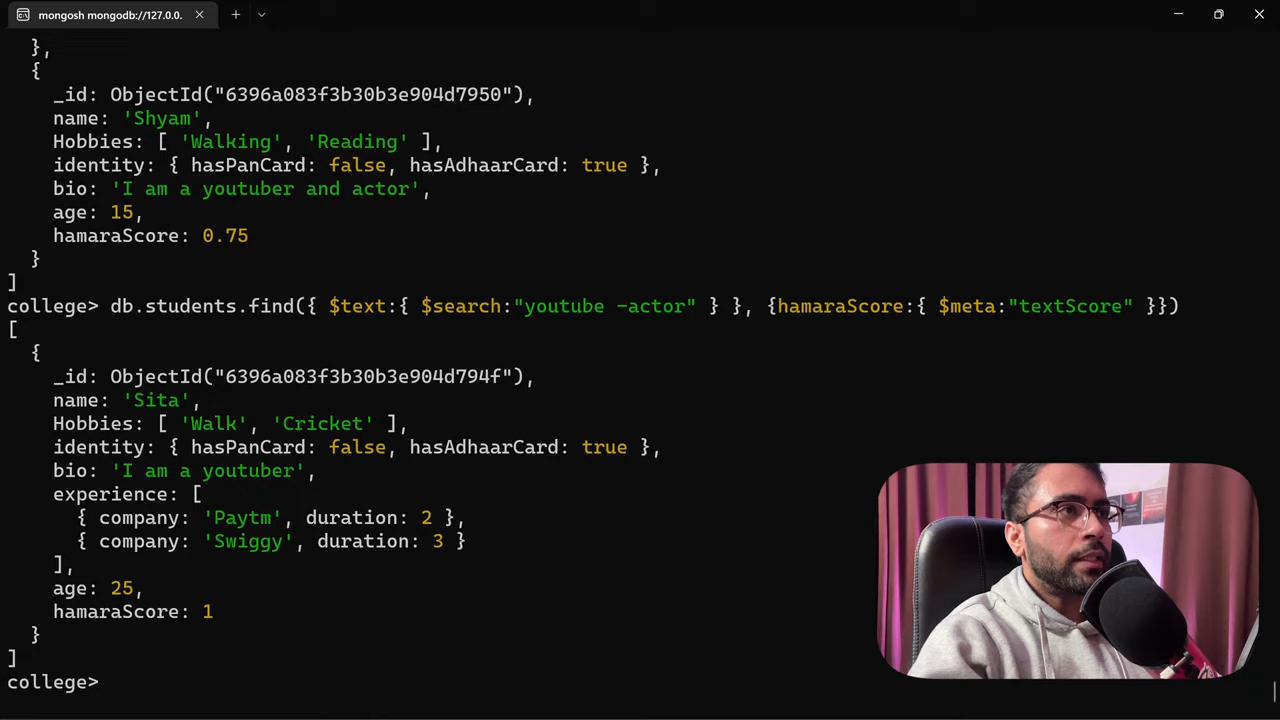 mongosh mongodb://127.0.0.
},
{
_id: ObjectId("6396a083f3b30b3e904d7950"),
name: 'Shyam',
Hobbies: [ 'Walking', 'Reading' ],
identity: { hasPanCard: false, hasAdhaarCard: true },
bio: 'I am a youtuber and actor',
age: 15,
hamaraScore: 0.75
}
]
college> db.students.find({ $text:{ $search:"youtube -actor" } }, {hamaraScore:{ $meta:"textScore" }})
[
{
_id: ObjectId("6396a083f3b30b3e904d794f"),
name: 'Sita',
Hobbies: [ 'Walk', 'Cricket' ],
identity: { hasPanCard: false, hasAdhaarCard: true },
bio: 'I am a youtuber',
experience: [
{ company: 'Paytm', duration: 2 },
{ company: 'Swiggy', duration: 3 }
],
age: 25,
hamaraScore: 1
}
]
college>